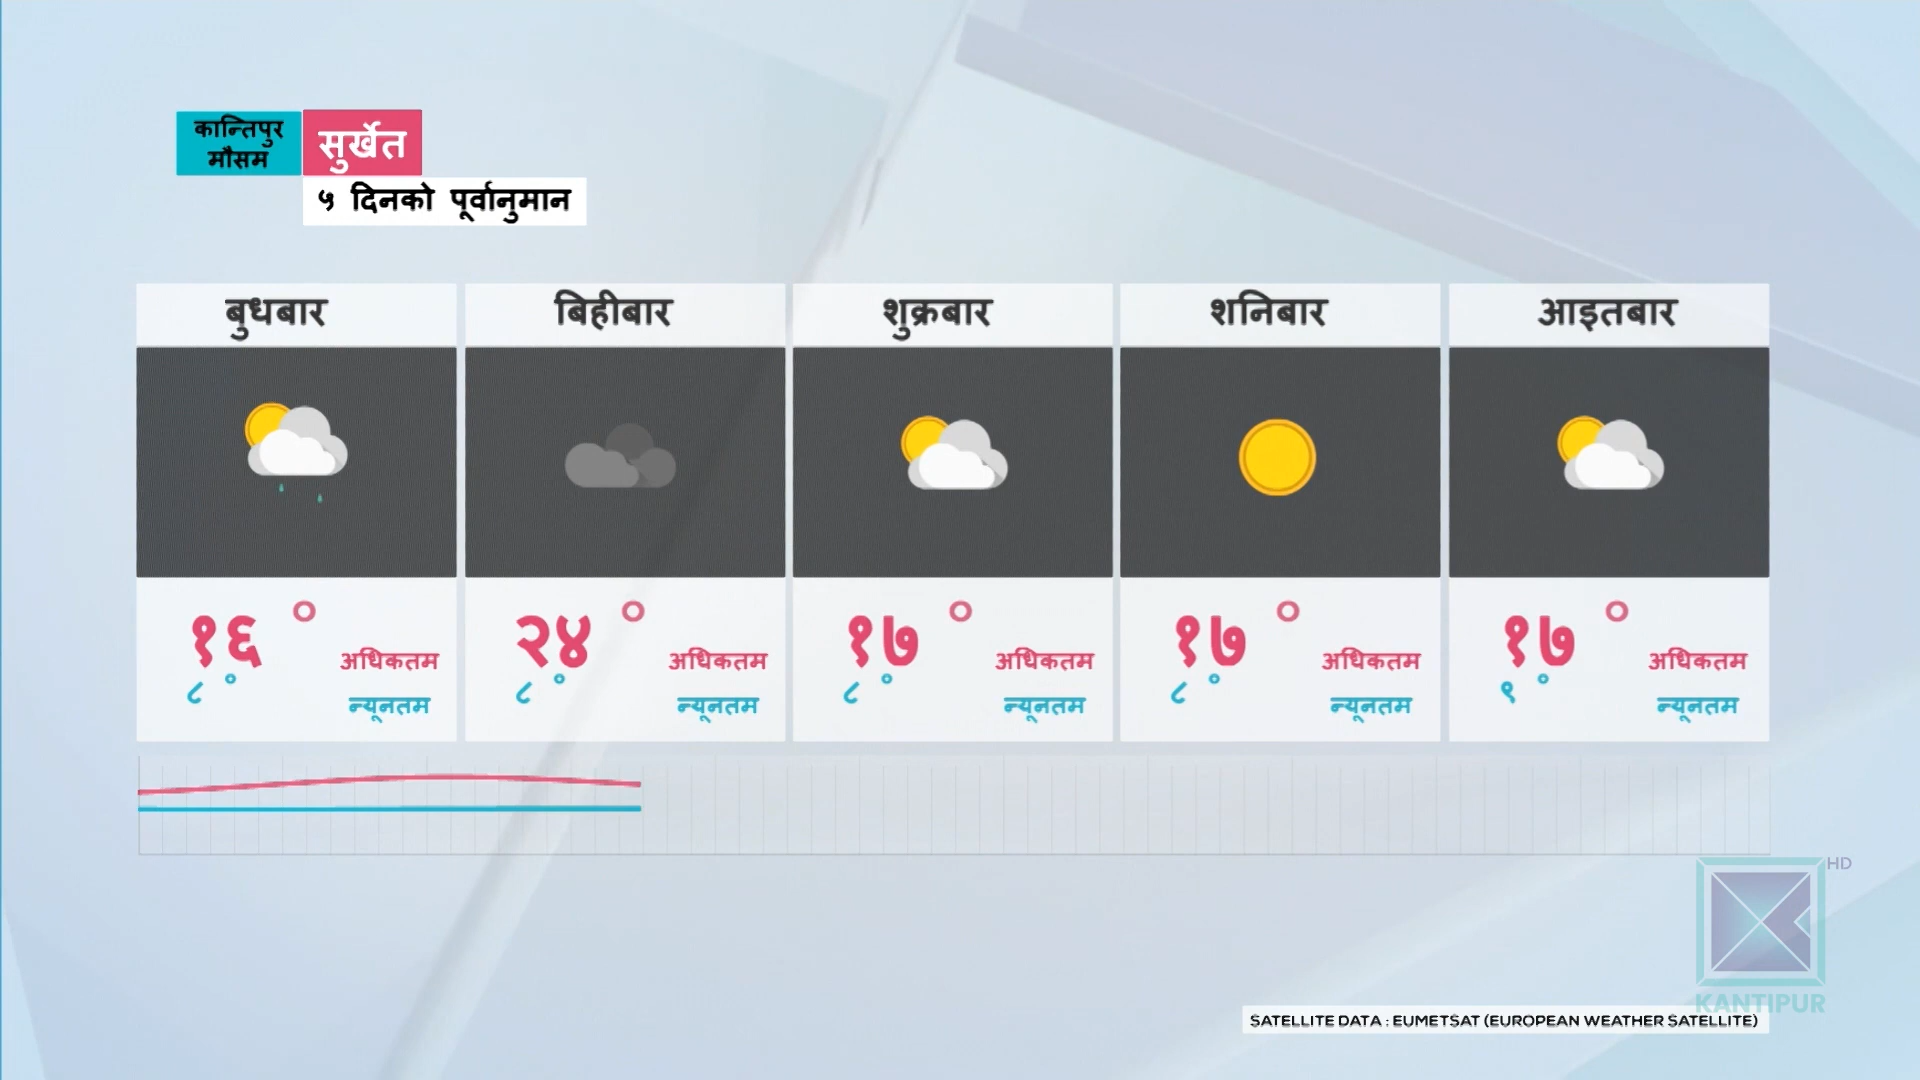 कान्तिपुर
मौसम
सुर्खेत
५ दिनको पूर्वानुमान
बुधबार
बिहीबार
शुक्रबार
शनिबार
आइतबार
१६°
अधिकतम
८°
न्यूनतम
२४°
अधिकतम
८°
न्यूनतम
१७°
अधिकतम
८°
न्यूनतम
१७°
अधिकतम
८°
न्यूनतम
१७°
अधिकतम
९°
न्यूनतम
HD
KANTIPUR
SATELLITE DATA : EUMETSAT (EUROPEAN WEATHER SATELLITE)